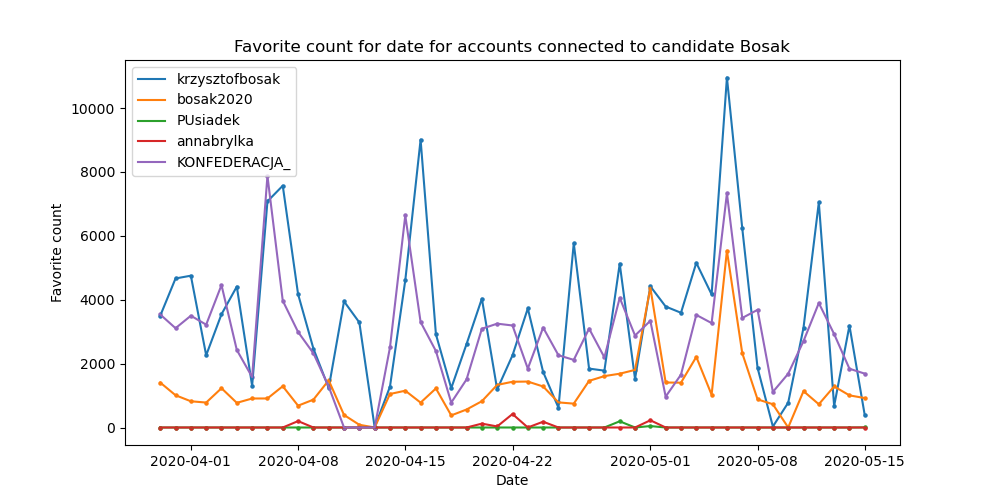 Favorite count for date for accounts connected to candidate Bosak
krzysztofbosak
bosak2020
PUsiadek
annabrylka
KONFEDERACJA_
Favorite count
10000
8000
6000
4000
2000
0
2020-04-01 2020-04-08 2020-04-15 2020-04-22 2020-05-01 2020-05-08 2020-05-15
Date